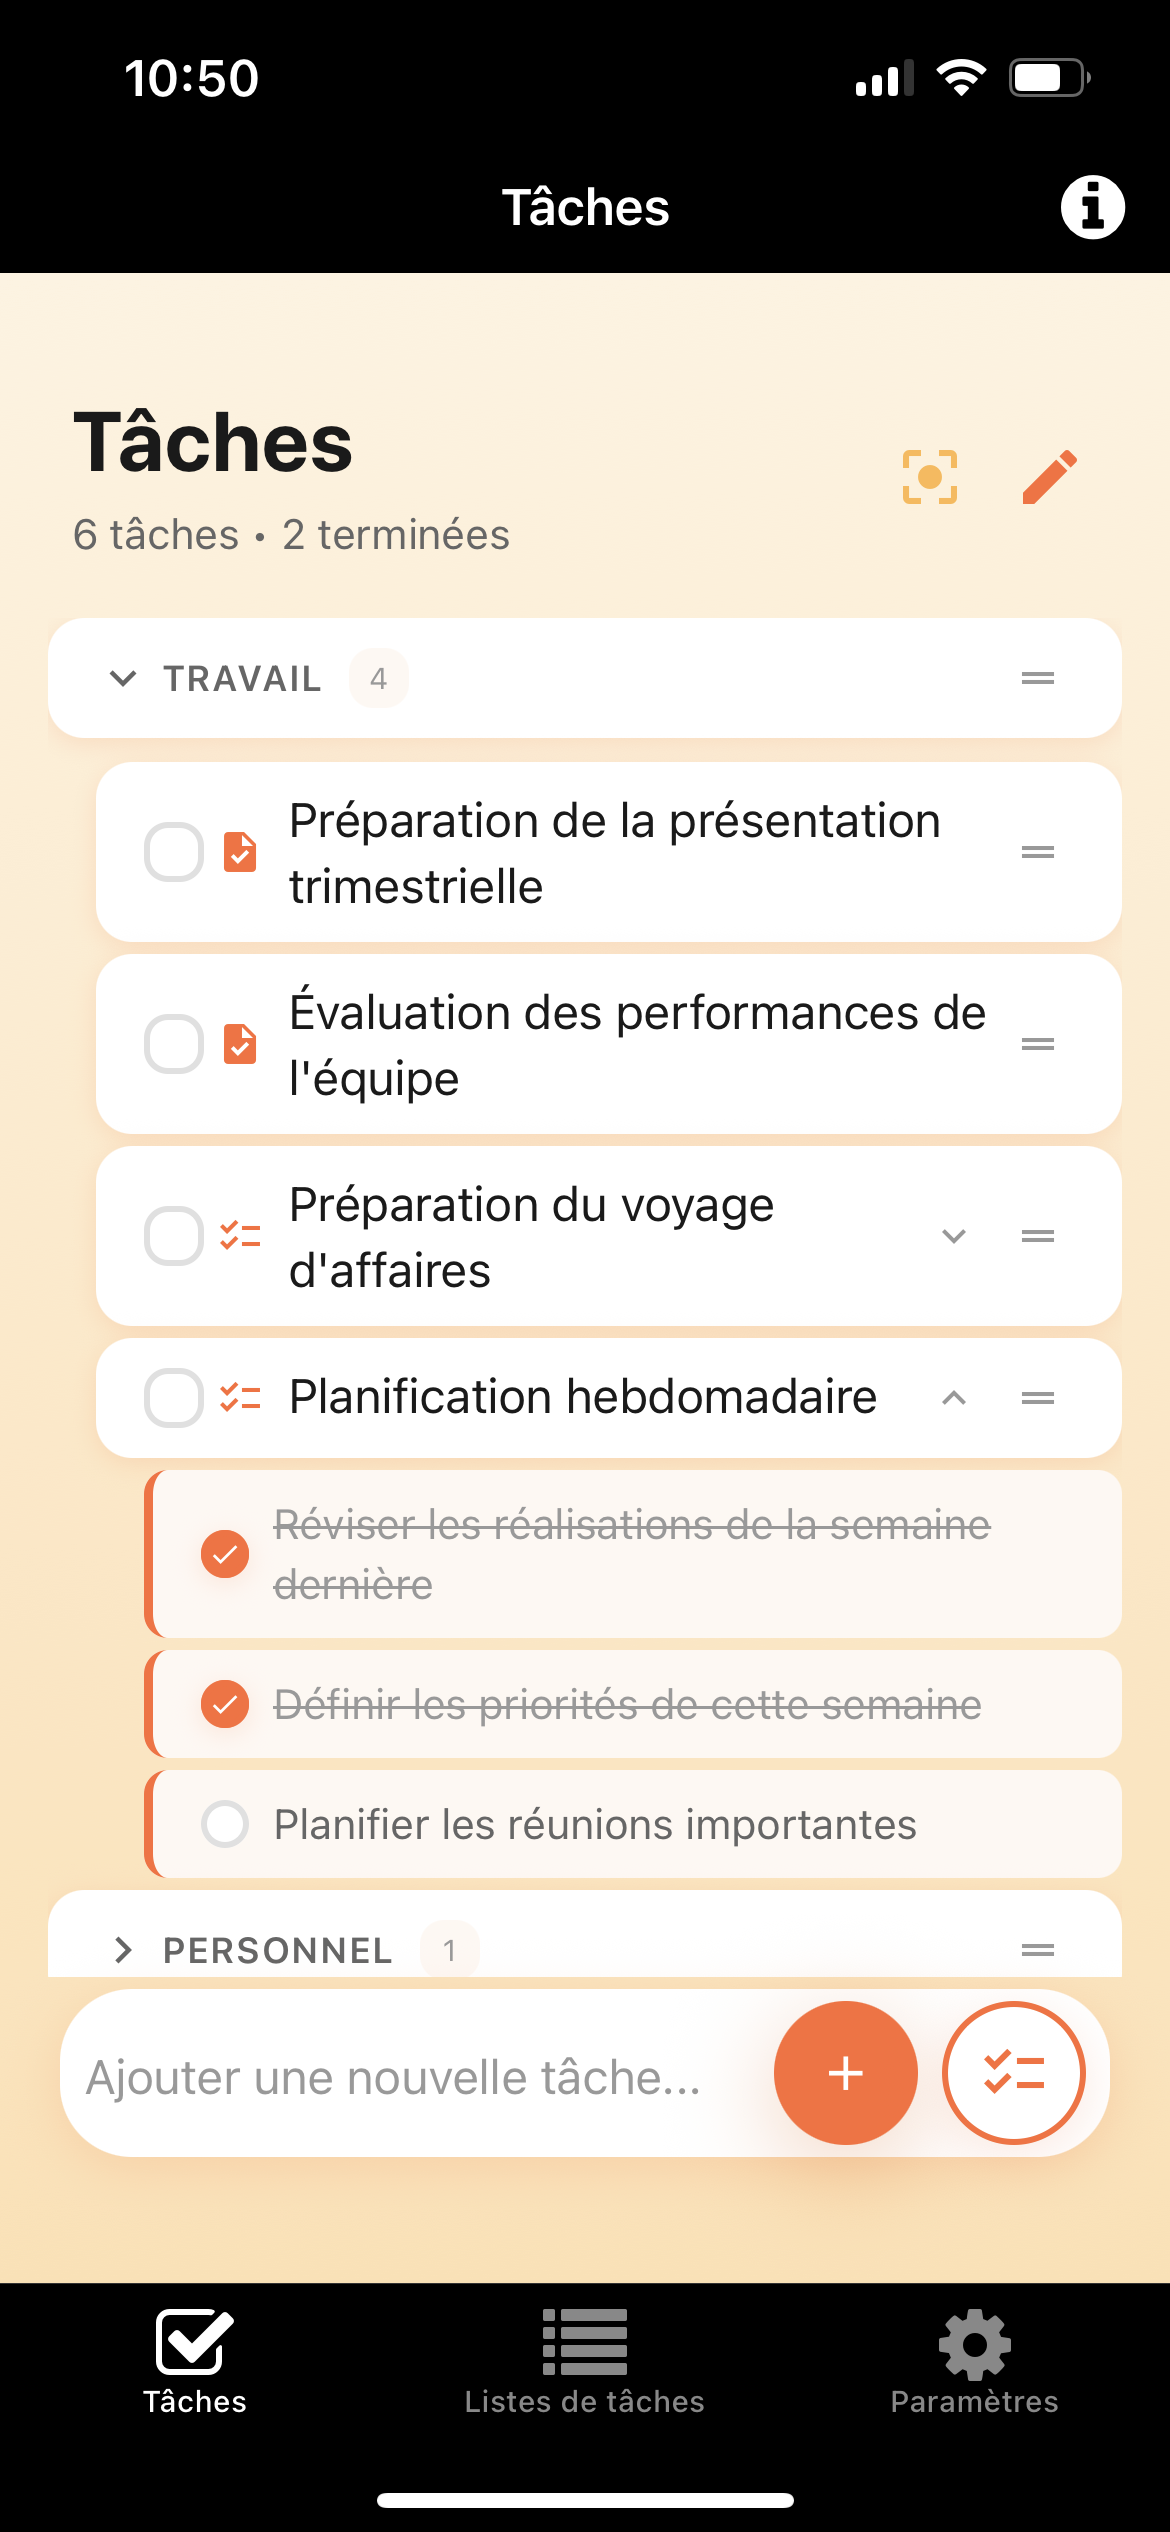 10:50
Tâches
Tâches
6 tâches • 2 terminées
TRAVAIL 4
Préparation de la présentation
trimestrielle
Évaluation des performances de
l'équipe
Préparation du voyage
d'affaires
Planification hebdomadaire
Réviser les réalisations de la semaine
dernière
Définir les priorités de cette semaine
Planifier les réunions importantes
PERSONNEL 1
Ajouter une nouvelle tâche...
Tâches
Listes de tâches
Paramètres